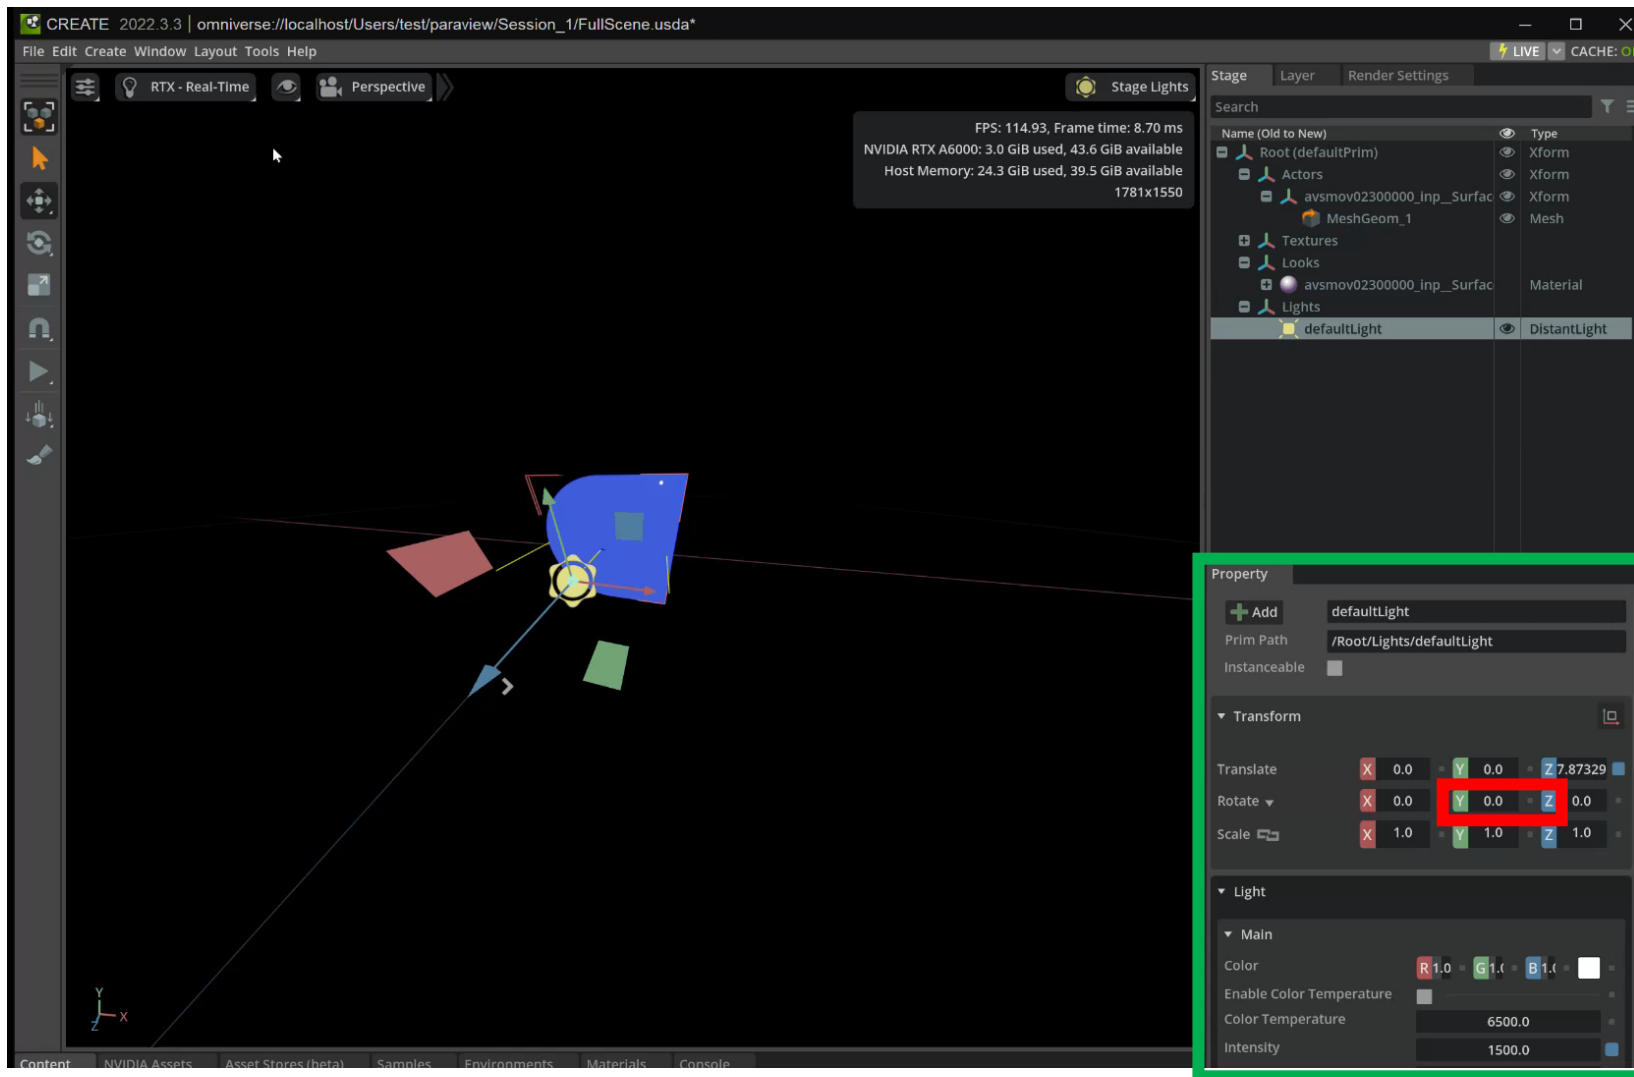 CREATE 2022.3.3 | omniverse://localhost/Users/test/paraview/Session_1/FullScene.usda*
File Edit Create Window Layout Tools Help
LIVE CACHE:
RTX - Real-Time
Perspective
Stage Lights
FPS: 114.93, Frame time: 8.70 ms
NVIDIA RTX A6000: 3.0 GiB used, 43.6 GiB available
Host Memory: 24.3 GiB used, 39.5 GiB available
1781x1550
Y
X
Z
Content NVIDIA Assets Asset Stores (beta) Samples Environments Materials Console
Stage Layer Render Settings
Search
Name (Old to New) Type
Root (defaultPrim) Xform
Actors Xform
avsmov02300000_inp__Surfac Xform
MeshGeom_1 Mesh
Textures
Looks
avsmov02300000_inp__Surfac Material
Lights
defaultLight DistantLight
Property
Add defaultLight
Prim Path /Root/Lights/defaultLight
Instanceable
Transform
Translate X 0.0 Y 0.0 Z 7.87329
Rotate X 0.0 Y 0.0 Z 0.0
Scale X 1.0 Y 1.0 Z 1.0
Light
Main
Color R 1.0 G 1. B 1.
Enable Color Temperature
Color Temperature 6500.0
Intensity 1500.0